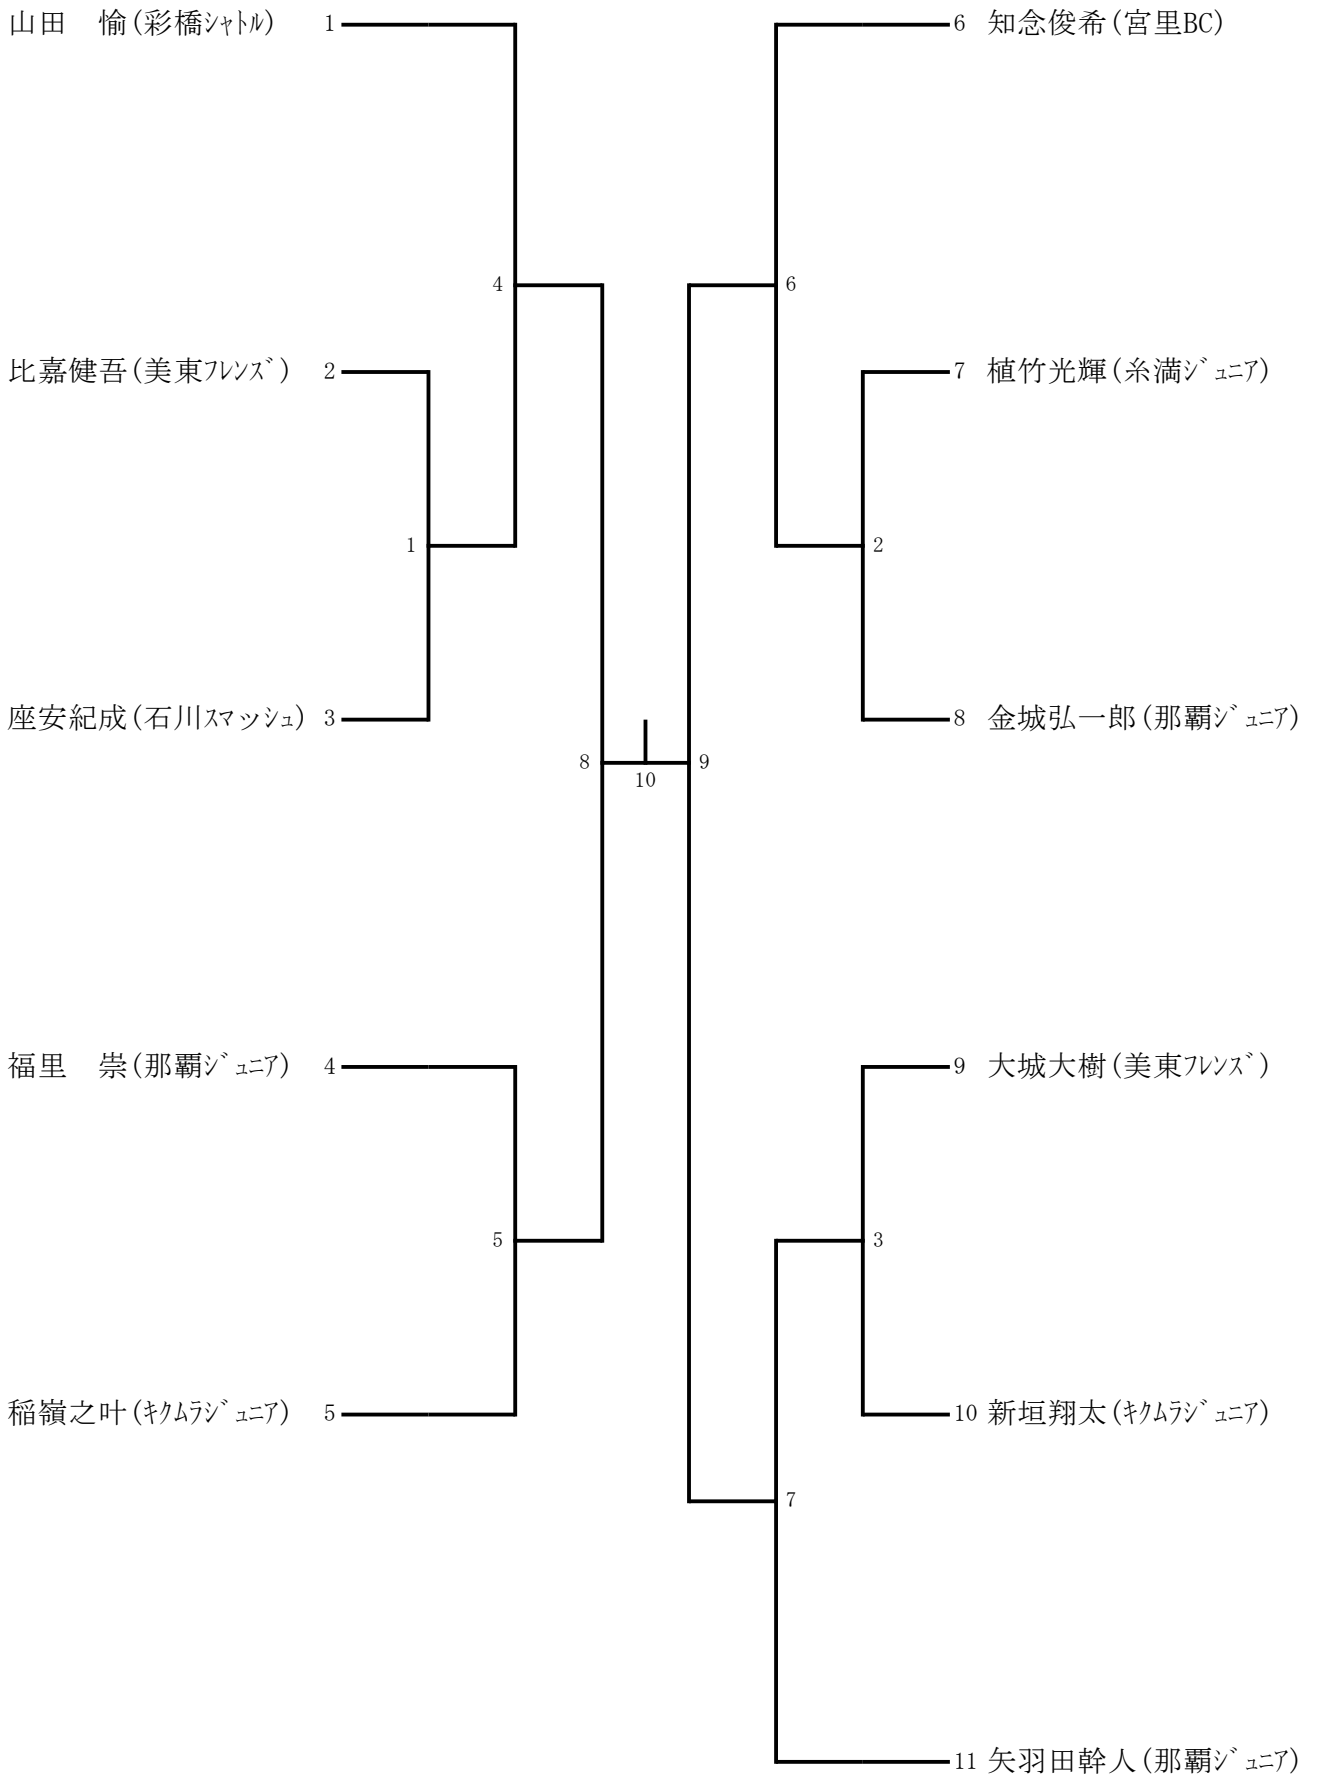 山田　愉(彩橋ｼｬﾄﾙ) 1
6 知念俊希(宮里BC)
4
6
比嘉健吾(美東ﾌﾚﾝｽﾞ) 2
7 植竹光輝(糸満ｼﾞｭﾆｱ)
1
2
座安紀成(石川ｽﾏｯｼｭ) 3
8 金城弘一郎(那覇ｼﾞｭﾆｱ)
8
10
9
福里　崇(那覇ｼﾞｭﾆｱ) 4
9 大城大樹(美東ﾌﾚﾝｽﾞ)
5
3
稲嶺之叶(ｷｸﾑﾗｼﾞｭﾆｱ) 5
10 新垣翔太(ｷｸﾑﾗｼﾞｭﾆｱ)
7
11 矢羽田幹人(那覇ｼﾞｭﾆｱ)